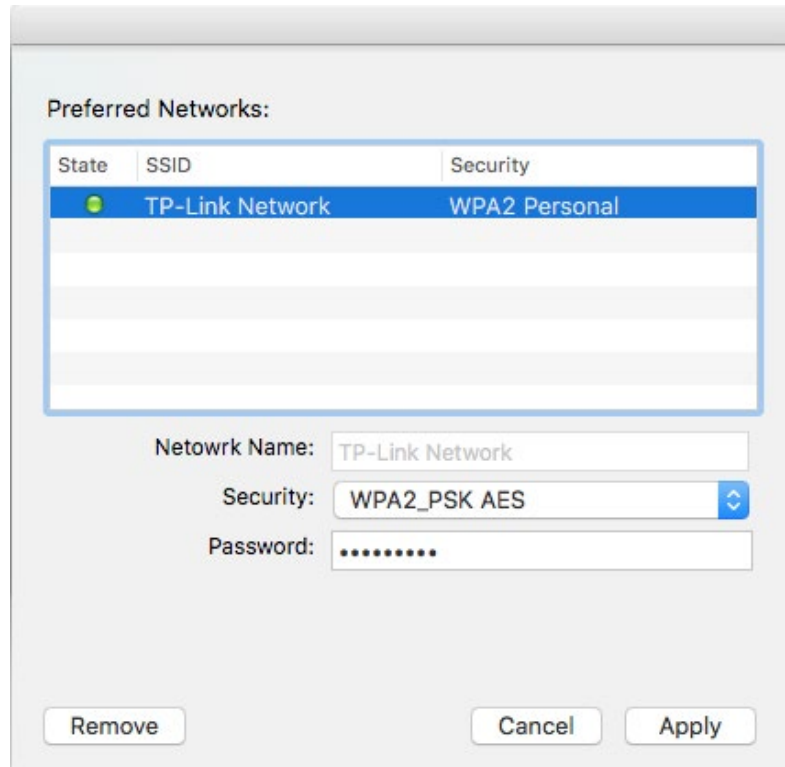 Preferred Networks:
State SSID Security
TP-Link Network WPA2 Personal
Netowrk Name: TP-Link Network
Security: WPA2_PSK AES
Password: •••••••••
Remove Cancel Apply